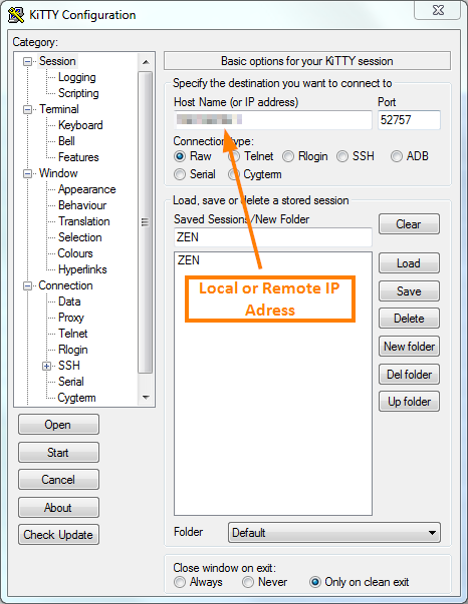 KiTTY Configuration
Category:
Session
Logging
Scripting
Terminal
Keyboard
Bell
Features
Window
Appearance
Behaviour
Translation
Selection
Colours
Hyperlinks
Connection
Data
Proxy
Telnet
Rlogin
SSH
Serial
Cygterm
Open
Start
Cancel
About
Check Update
Basic options for your KiTTY session
Specify the destination you want to connect to
Host Name (or IP address) Port
52757
Connection type:
Raw Telnet Rlogin SSH ADB
Serial Cygterm
Load, save or delete a stored session
Saved Sessions/New Folder
ZEN
Clear
ZEN
Load
Save
Delete
New folder
Del folder
Up folder
Local or Remote IP
Adress
Folder Default
Close window on exit:
Always Never Only on clean exit